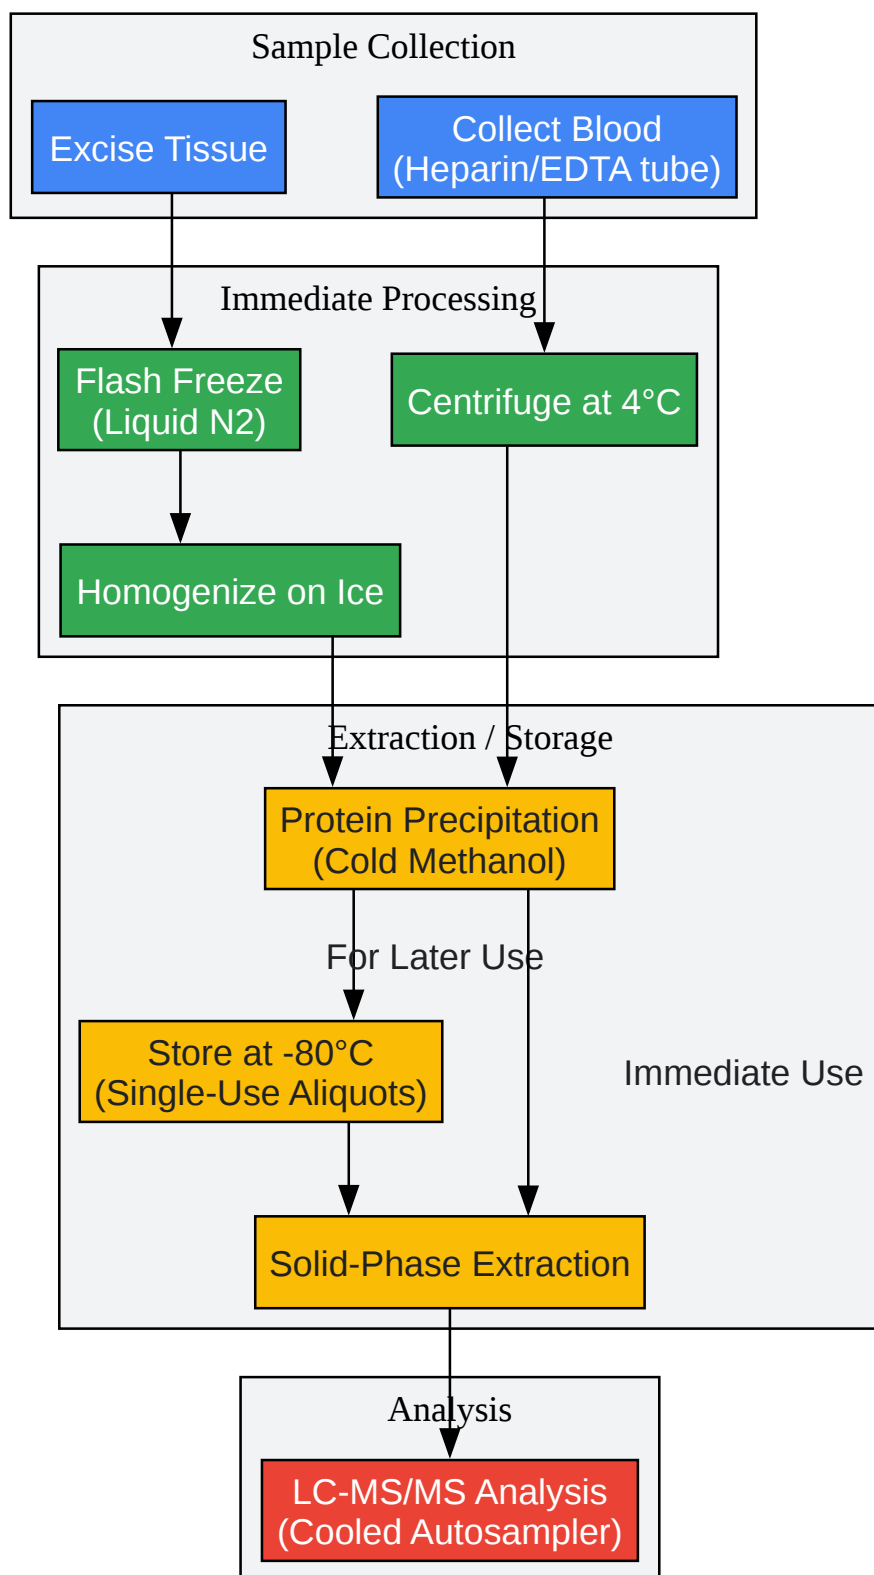 Sample Collection
Excise Tissue
Collect Blood
(Heparin/EDTA tube)
Immediate Processing
Flash Freeze
(Liquid N2)
Centrifuge at 4°C
Homogenize on Ice
Extraction / Storage
Protein Precipitation
(Cold Methanol)
For Later Use
Store at -80°C
(Single-Use Aliquots)
Immediate Use
Solid-Phase Extraction
Analysis
LC-MS/MS Analysis
(Cooled Autosampler)